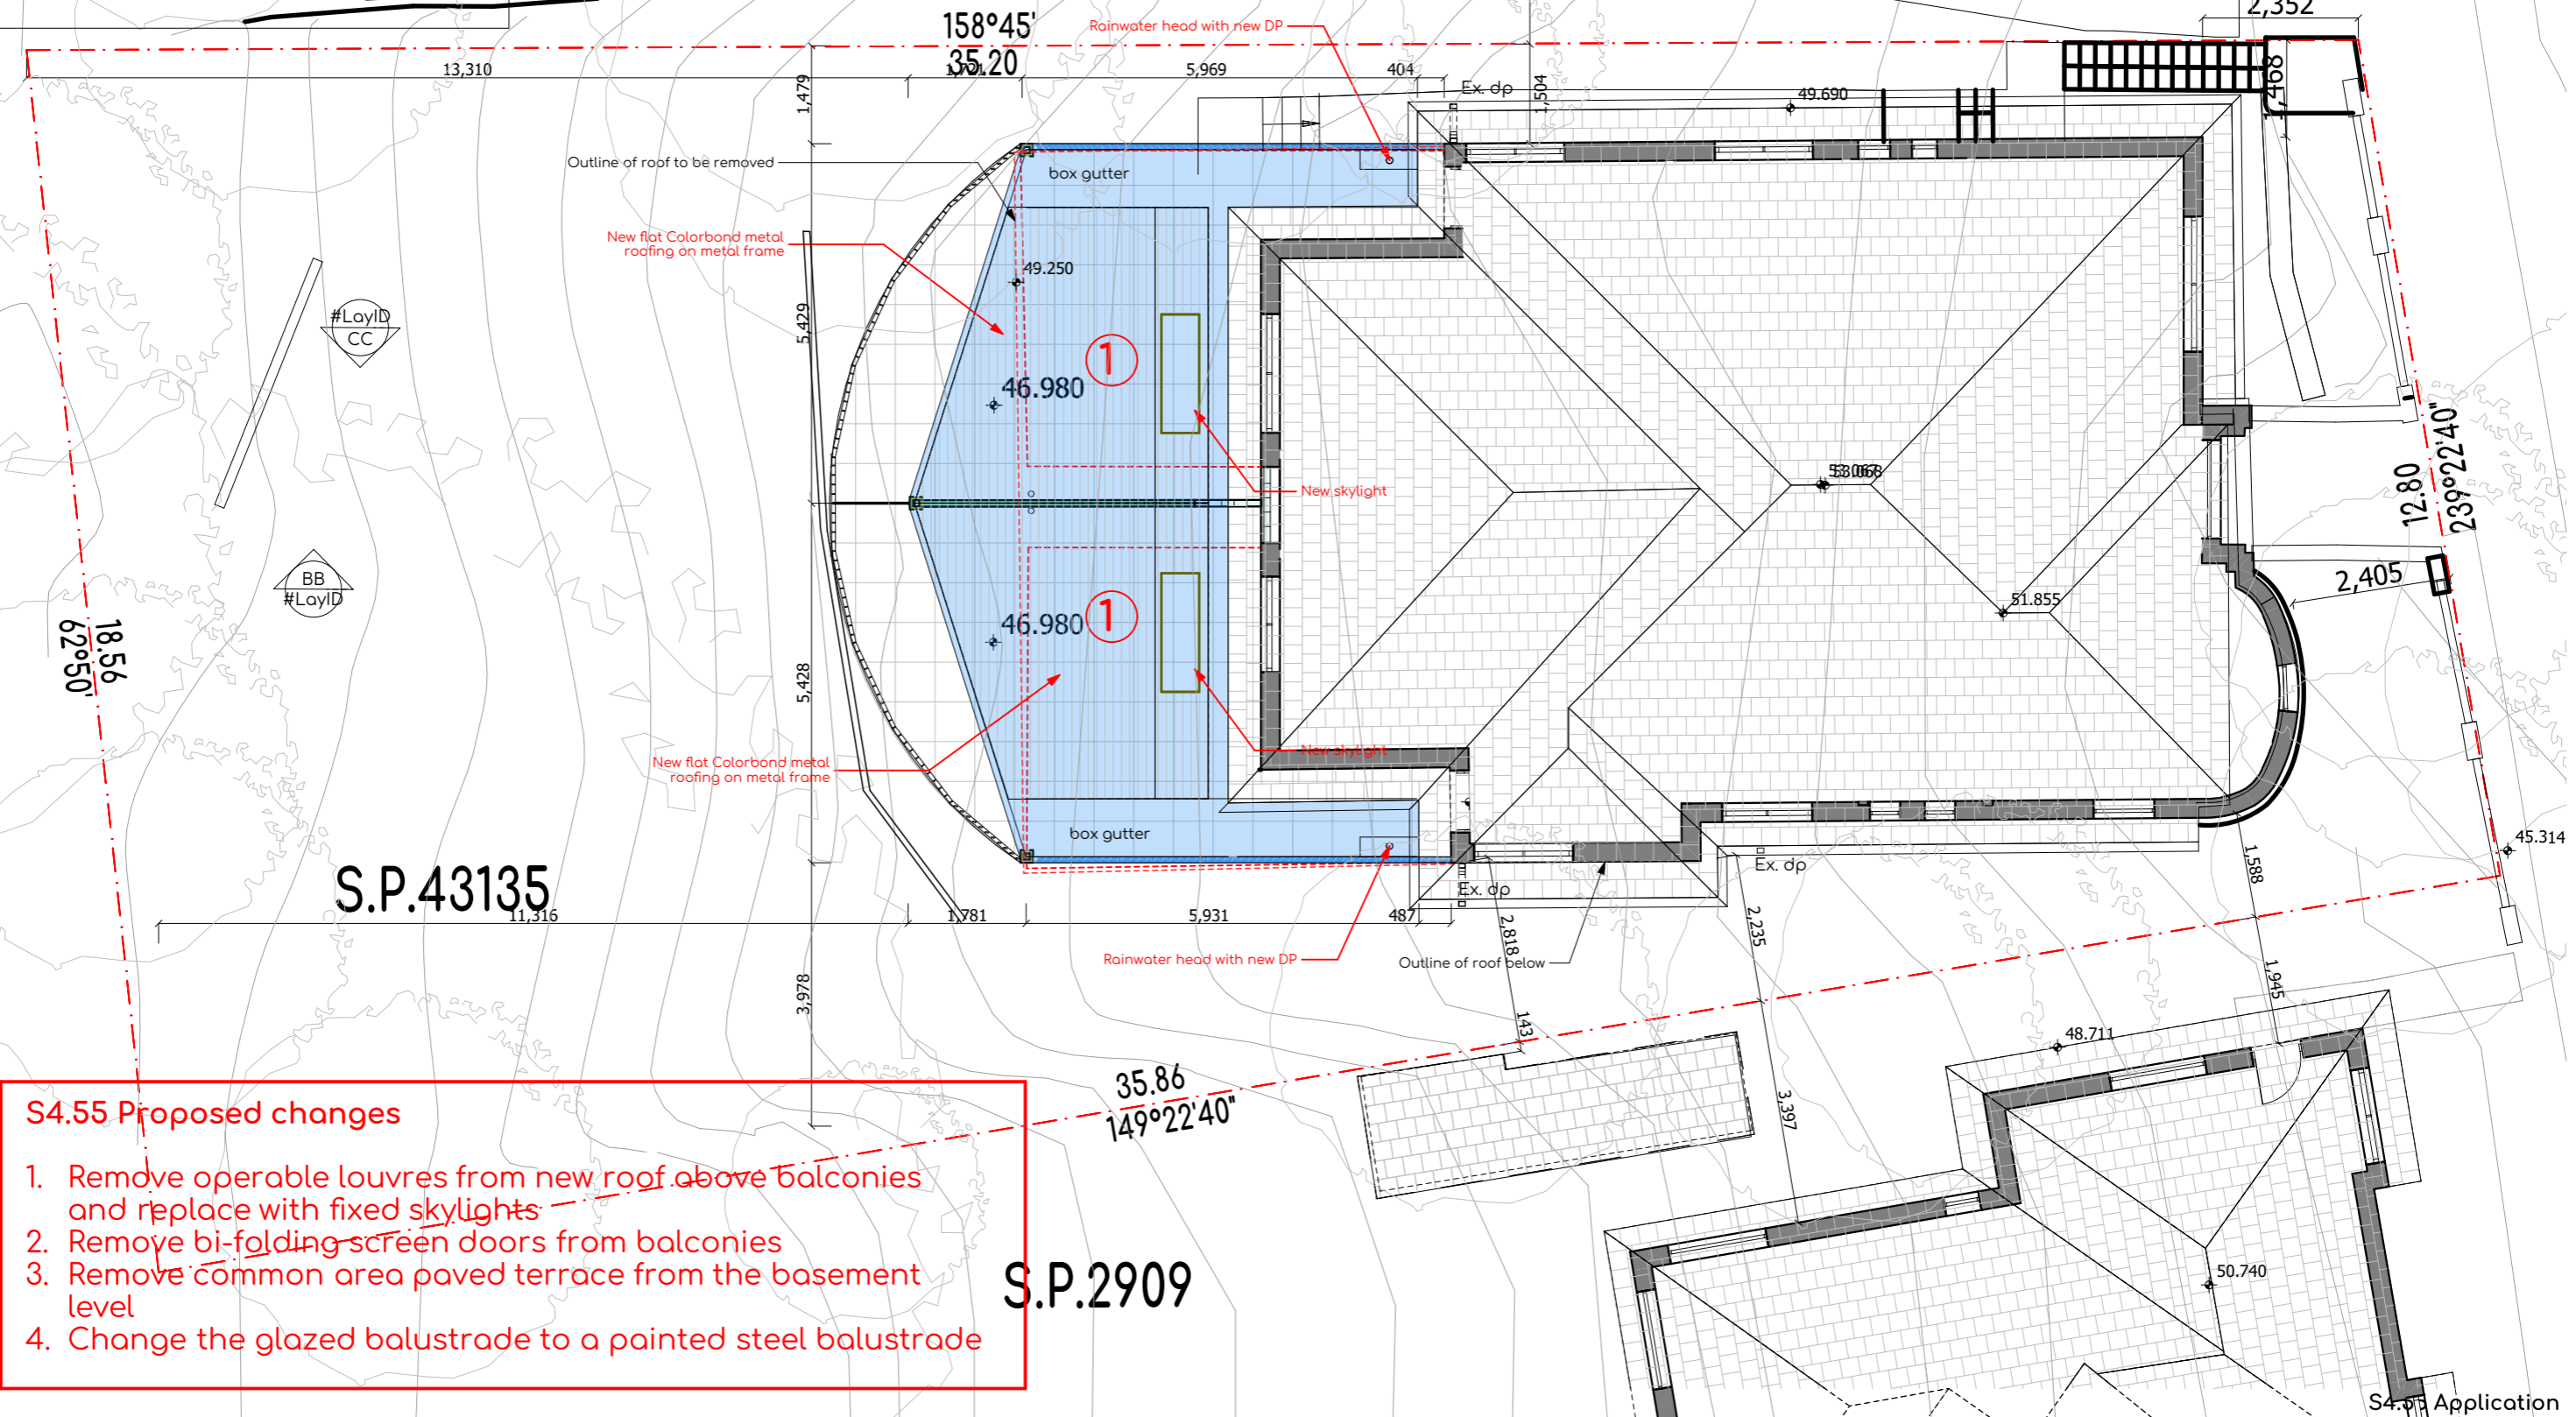 2,352
158°45'
35.20
Rainwater head with new DP
13,310
5,969
404
1,479
1,504
1,468
Ex. dp
49.690
Outline of roof to be removed
box gutter
New flat Colorbond metal
roofing on metal frame
49.250
#LayID
CC
5,429
1
46.980
12.80
239°22'40"
New skylight
BB
#LayID
2,405
51.855
1
46.980
18.56
62°50'
5,428
New skylight
New flat Colorbond metal
roofing on metal frame
box gutter
45.314
Ex. dp
1,588
S.P.43135
Ex. dp
11,316
1,781
5,931
487
2,818
2,235
Rainwater head with new DP
Outline of roof below
3,978
1,945
143
48.711
35.86
149°22'40"
3,397
S4.55 Proposed changes
1. Remove operable louvres from new roof above balconies
and replace with fixed skylights
2. Remove bi-folding screen doors from balconies
3. Remove common area paved terrace from the basement
level
4. Change the glazed balustrade to a painted steel balustrade
S.P.2909
50.740
S4.55 Application